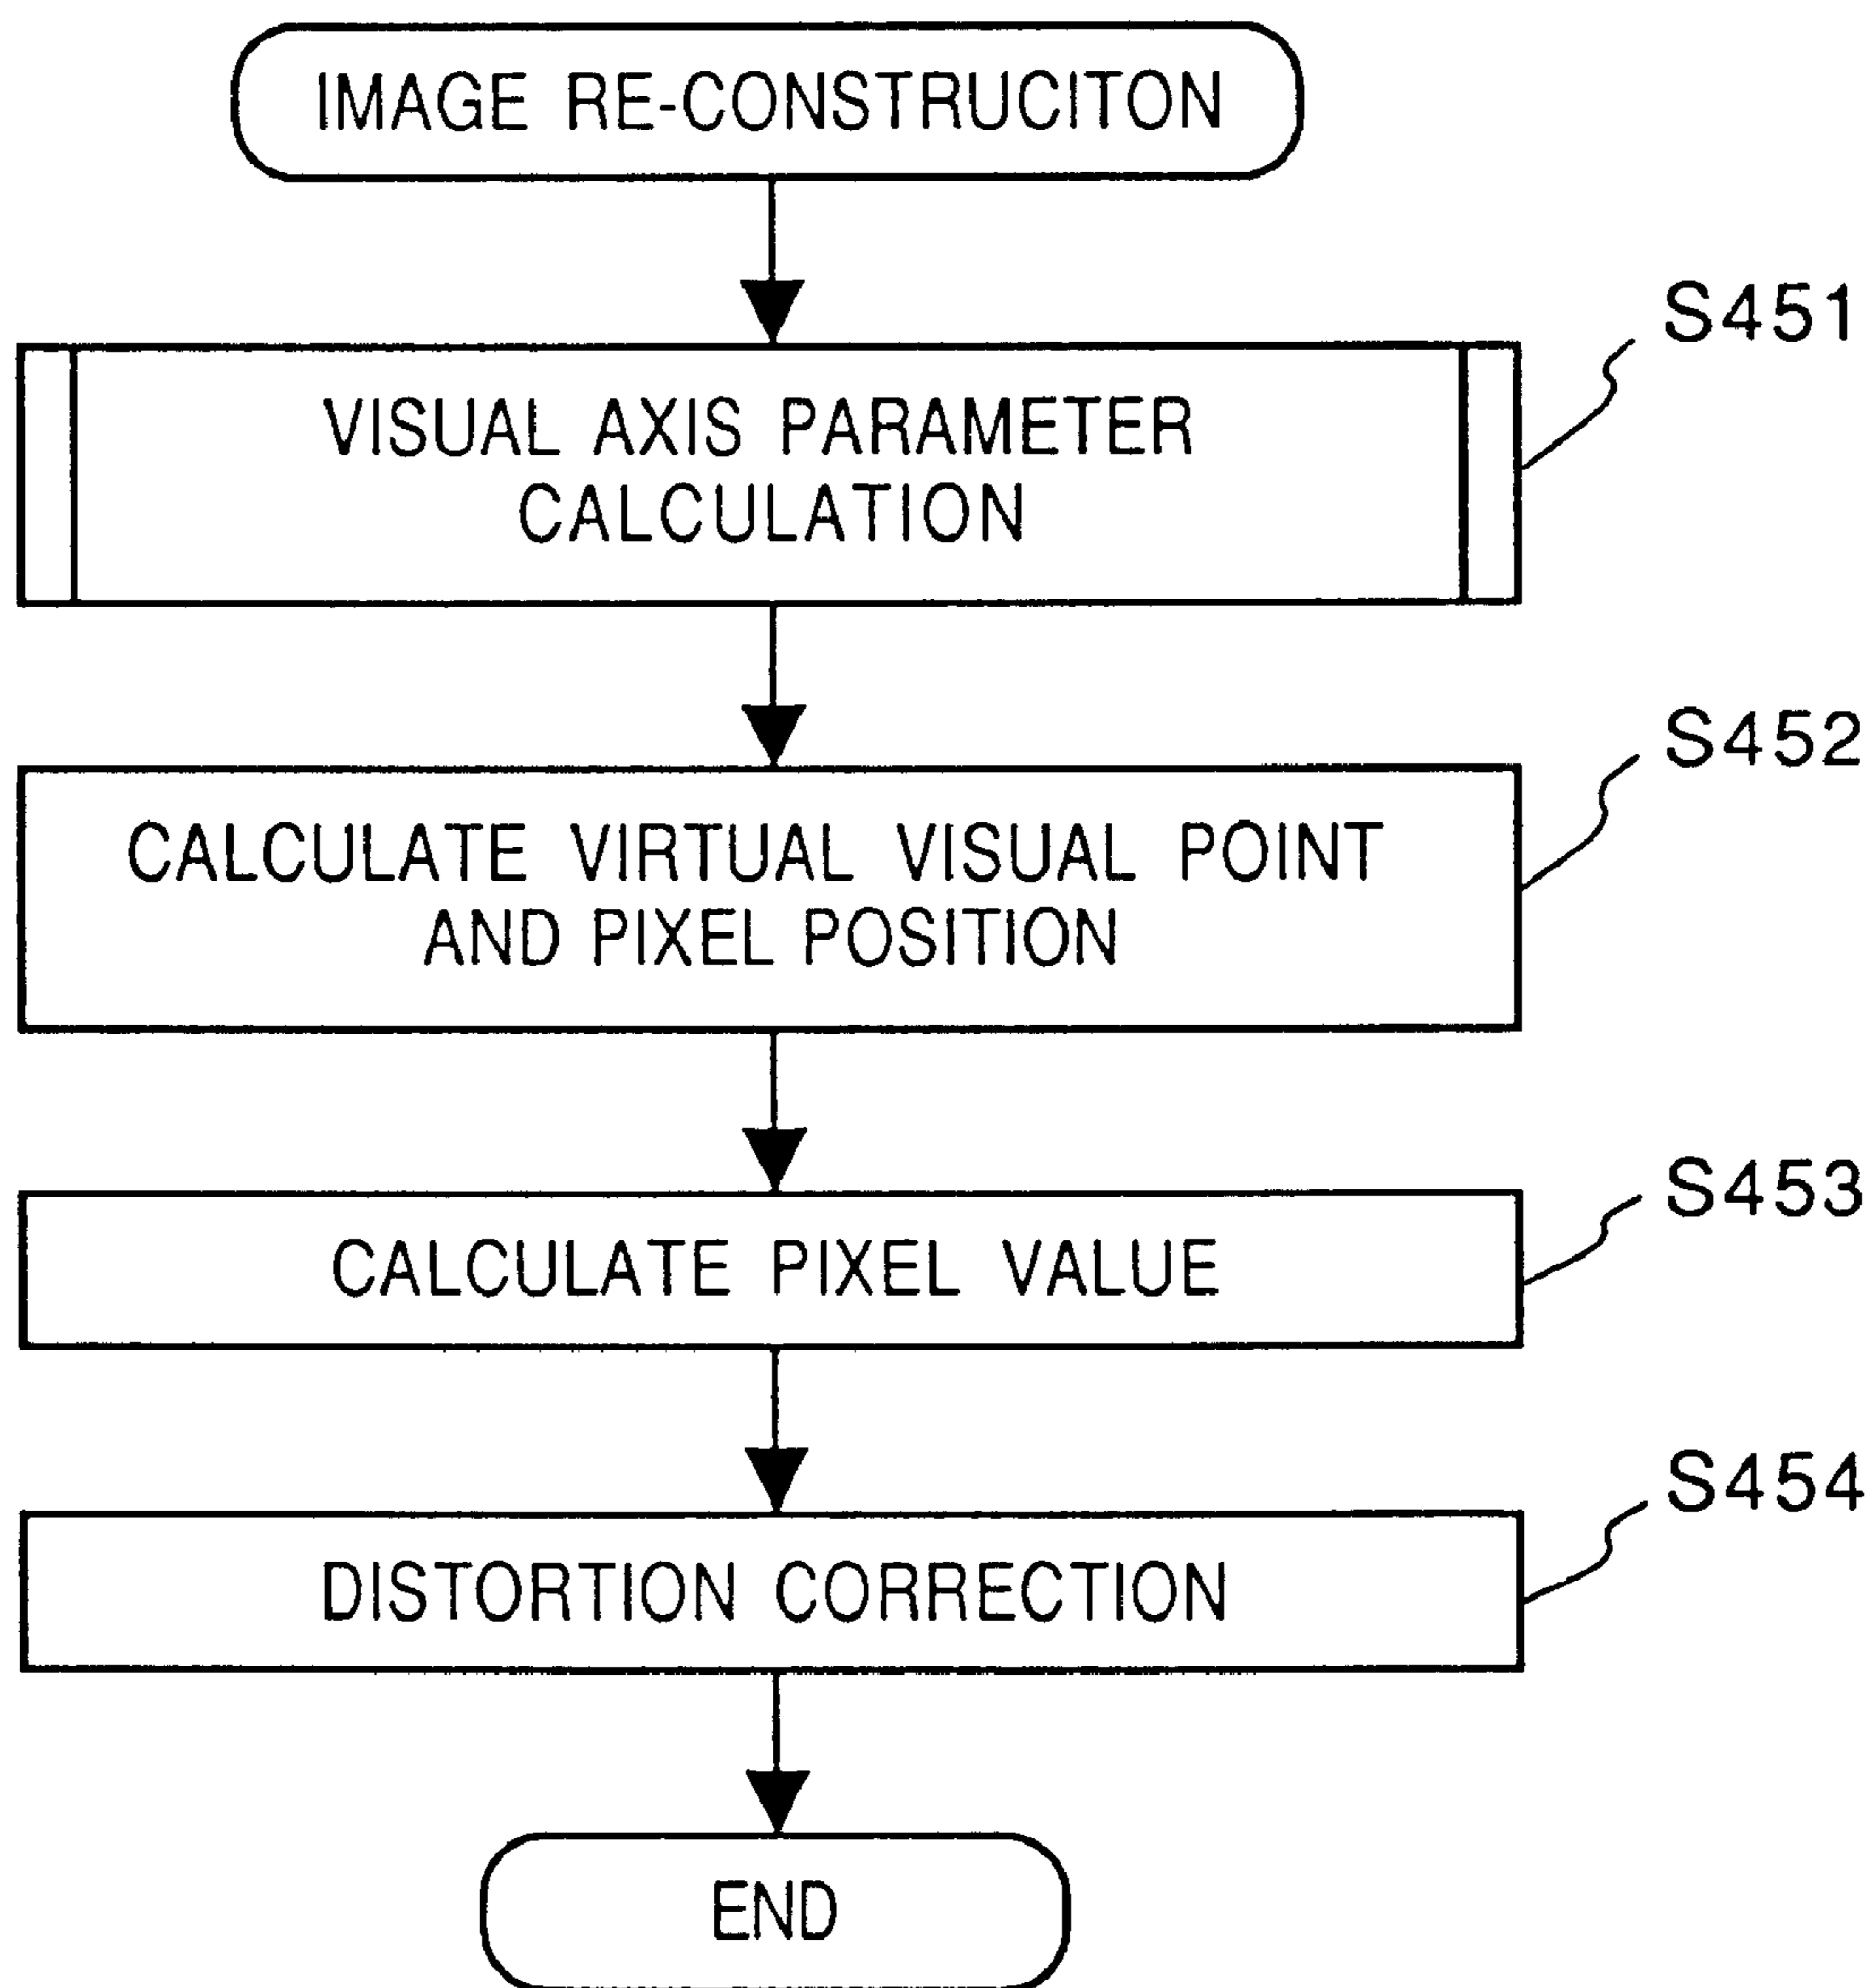 IMAGE RE-CONSTRUCITON
S451
VISUAL AXIS PARAMETER
CALCULATION
S452
CALCULATE VIRTUAL VISUAL POINT
AND PIXEL POSITION
S453
CALCULATE PIXEL VALUE
S454
DISTORTION CORRECTION
END